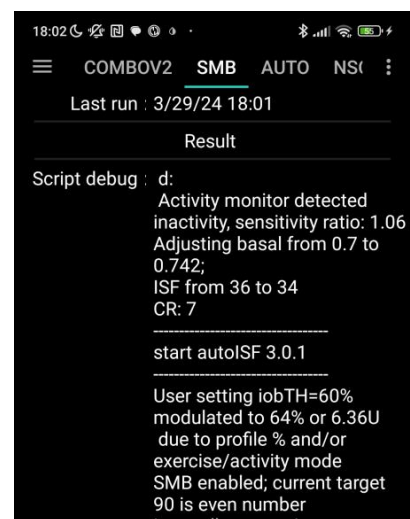 18:02
55
COMBOV2 SMB AUTO NS(
Last run : 3/29/24 18:01
Result
Script debug : d:
Activity monitor detected
inactivity, sensitivity ratio: 1.06
Adjusting basal from 0.7 to
0.742;
ISF from 36 to 34
CR: 7
----------------------------------
start autoISF 3.0.1
----------------------------------
User setting iobTH=60%
modulated to 64% or 6.36U
due to profile % and/or
exercise/activity mode
SMB enabled; current target
90 is even number